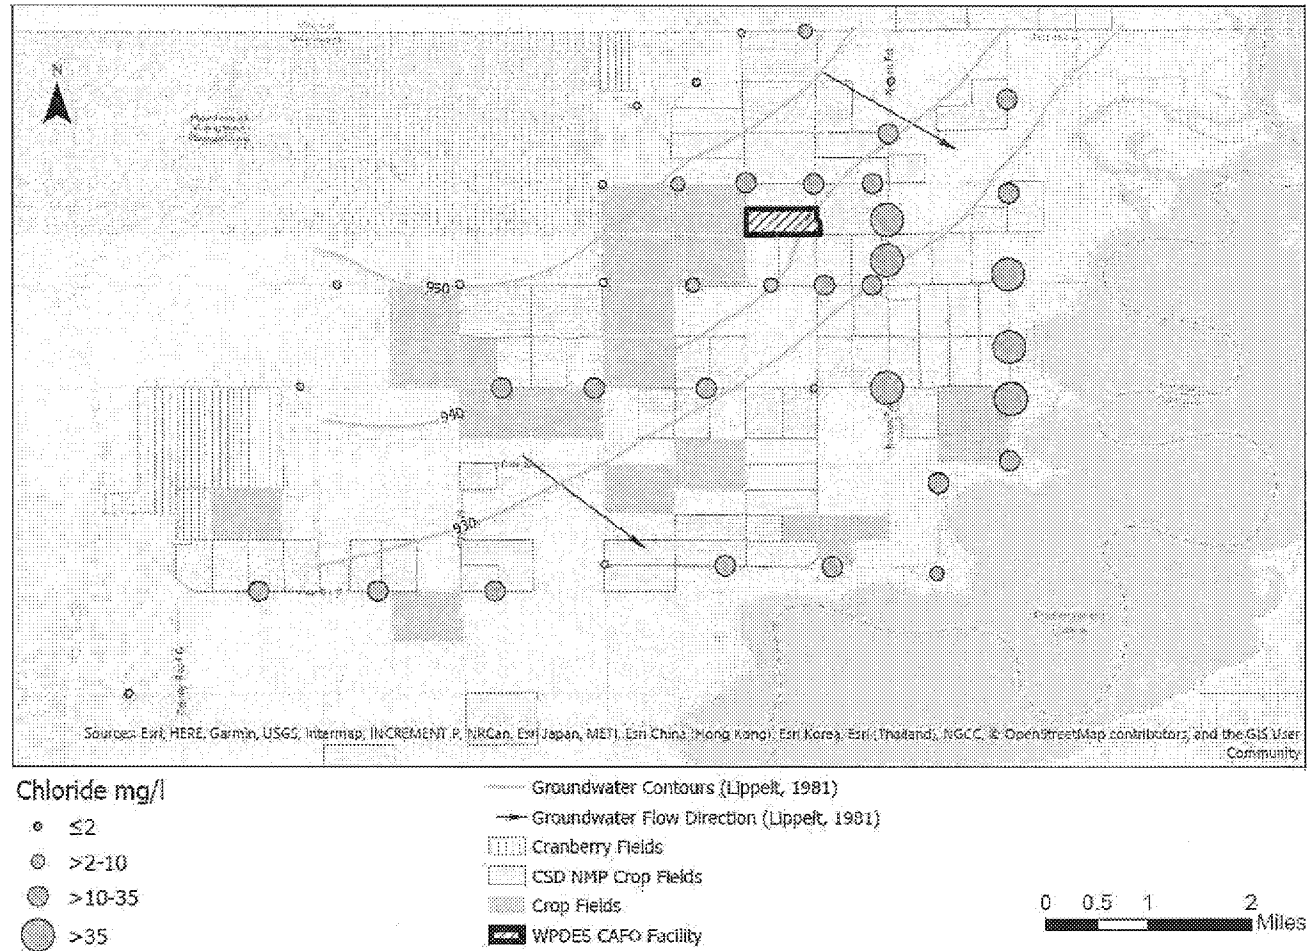 N
950
940
930
Sources: Esri, HERE, Garmin, USGS, Intermap, INCREMENT P, NRCan, Esri Japan, METI, Esri China (Hong Kong), Esri Korea, Esri (Thailand), NGCC, © OpenStreetMap contributors, and the GIS User
Community
Chloride mg/l
≤2
>2-10
>10-35
>35
Groundwater Contours (Lippelt, 1981)
Groundwater Flow Direction (Lippelt, 1981)
Cranberry Fields
CSD NMP Crop Fields
Crop Fields
WPDES CAFO Facility
0 0.5 1 2
Miles